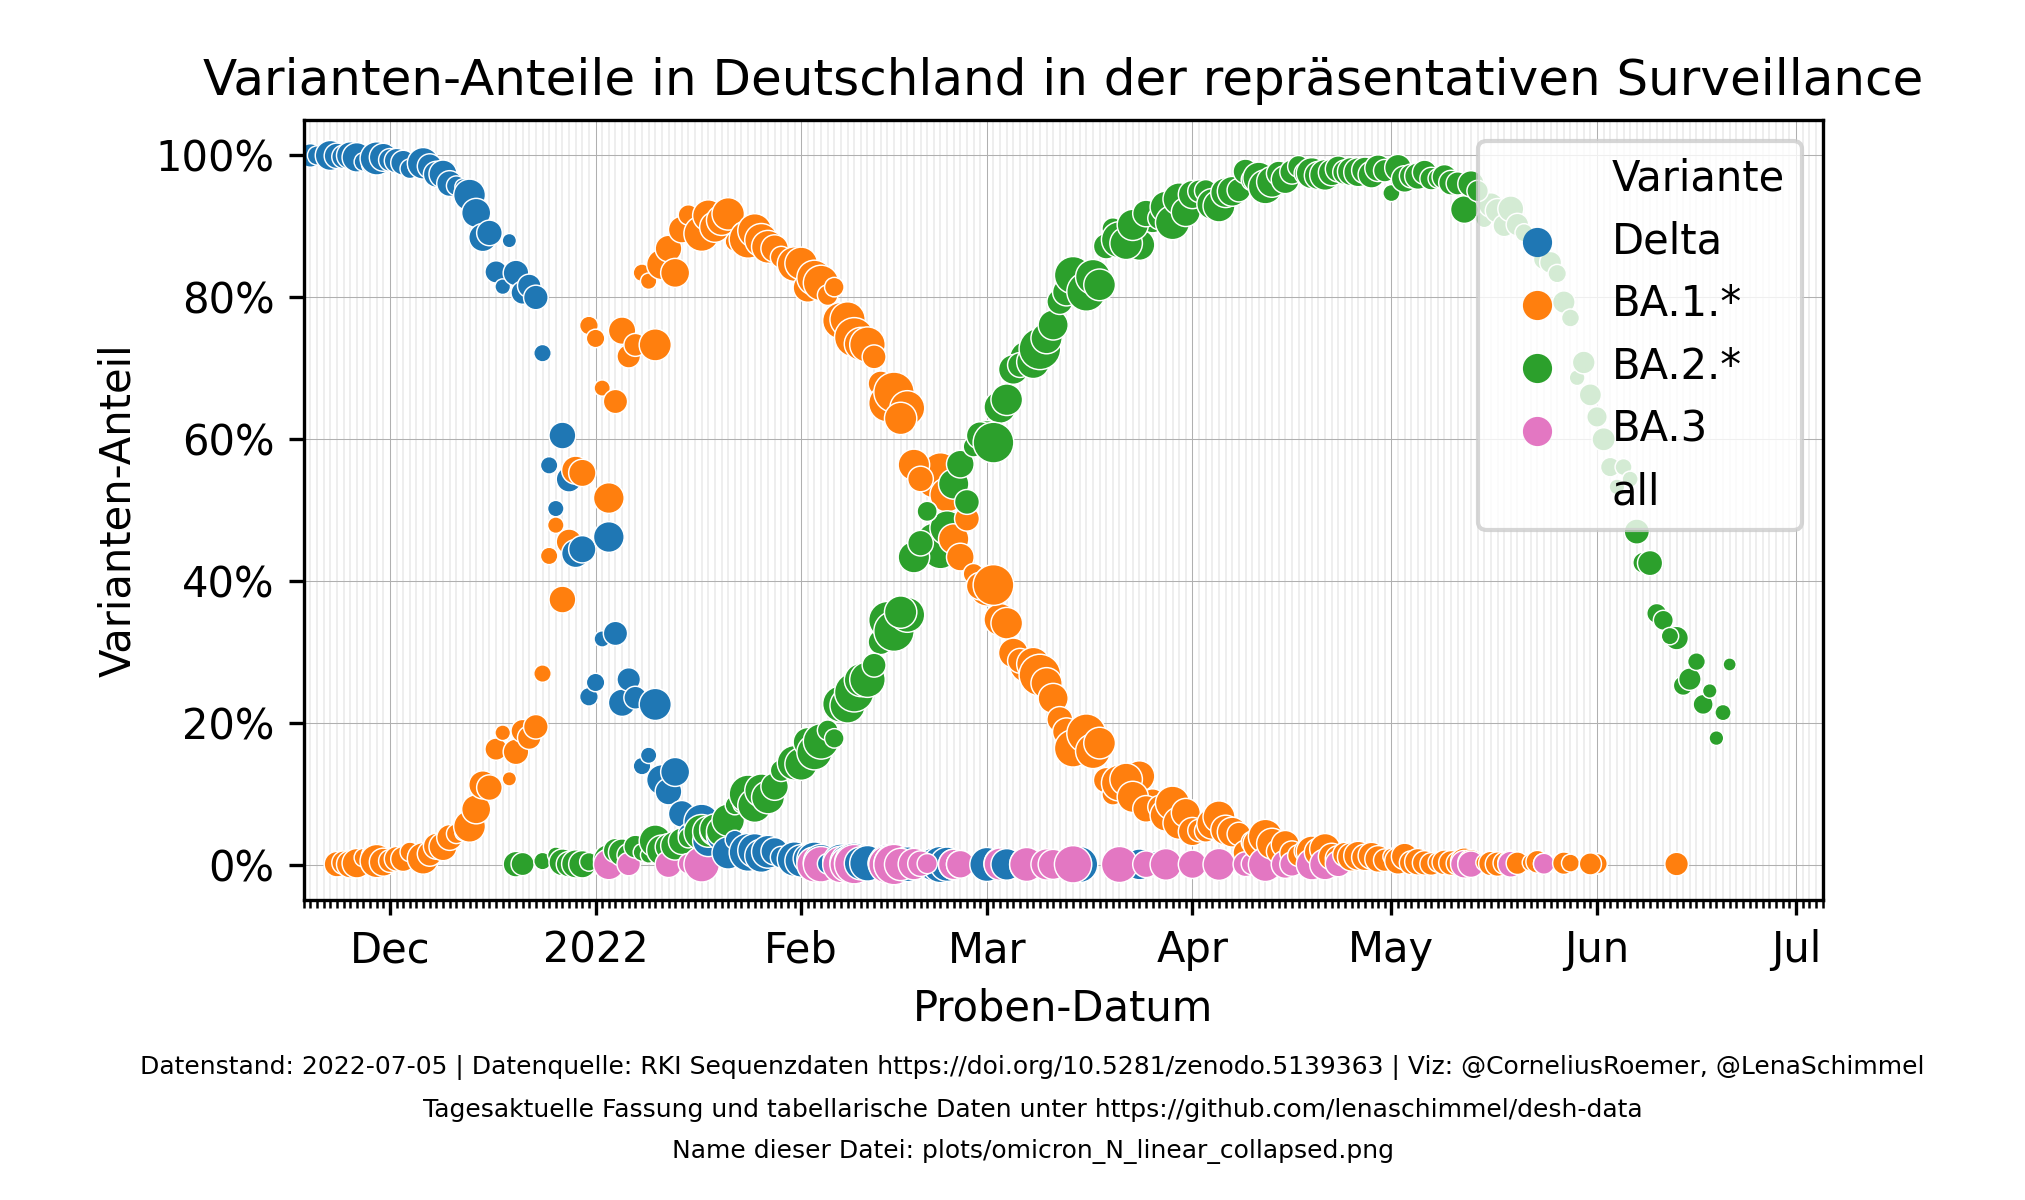 Varianten-Anteile in Deutschland in der repräsentativen Surveillance
100%
80%
60%
40%
20%
0%
Varianten-Anteil
Variante
Delta
BA.1.*
BA.2.*
BA.3
all
Dec
2022
Feb
Mar
Apr
May
Jun
Jul
Proben-Datum
Datenstand: 2022-07-05 | Datenquelle: RKI Sequenzdaten https://doi.org/10.5281/zenodo.5139363 | Viz: @CorneliusRoemer, @LenaSchimmel
Tagesaktuelle Fassung und tabellarische Daten unter https://github.com/lenaschimmel/desh-data
Name dieser Datei: plots/omicron_N_linear_collapsed.png